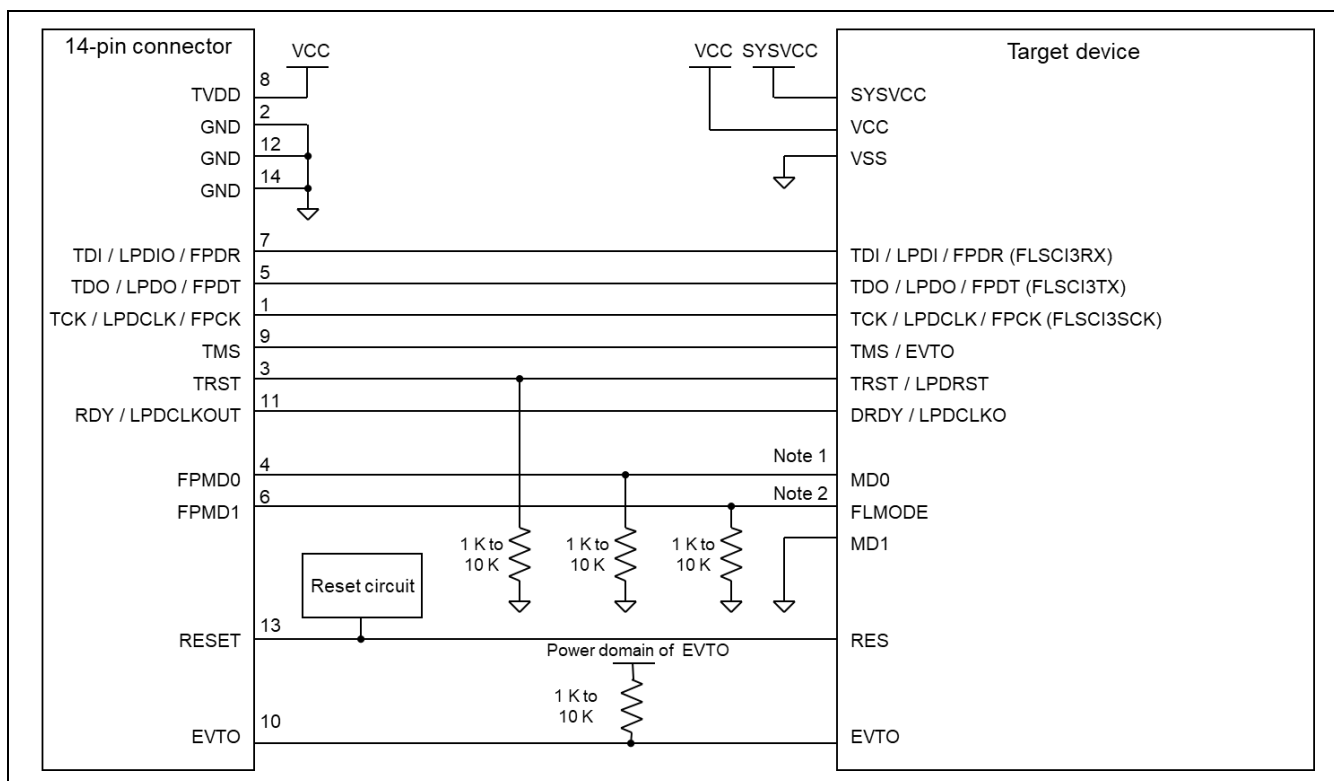 14-pin connector
VCC
VCC
SYSVCC
Target device
8
TVDD
SYSVCC
2
GND
VCC
12
GND
VSS
14
GND
7
TDI / LPDIO / FPDR
TDI / LPDI / FPDR (FLSCI3RX)
5
TDO / LPDO / FPDT
TDO / LPDO / FPDT (FLSCI3TX)
1
TCK / LPDCLK / FPCK
TCK / LPDCLK / FPCK (FLSCI3SCK)
9
TMS
TMS / EVTO
3
TRST
TRST / LPDRST
11
RDY / LPDCLKOUT
DRDY / LPDCLKO
4
Note 1
FPMD0
MD0
6
Note 2
FPMD1
FLMODE
MD1
1 K to
10 K
1 K to
10 K
1 K to
10 K
Reset circuit
13
RESET
RES
Power domain of EVTO
1 K to
10 K
10
EVTO
EVTO